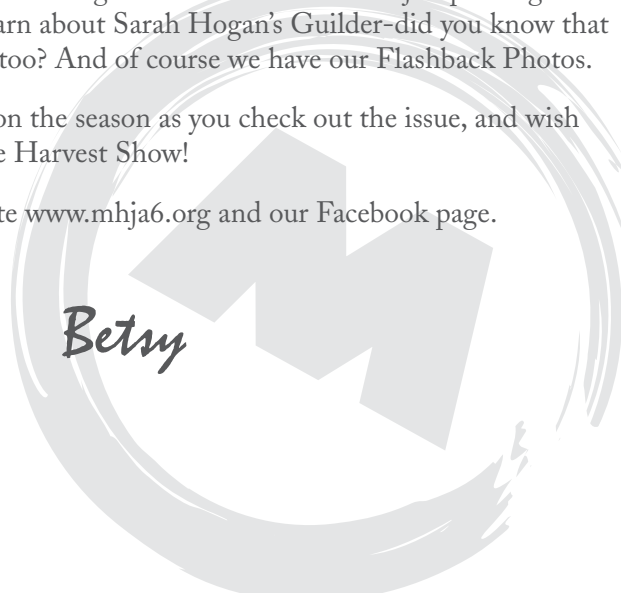 arn about Sarah Hogan’s Guilder–did you know that
too? And of course we have our Flashback Photos.
on the season as you check out the issue, and wish
e Harvest Show!
te www.mhja6.org and our Facebook page.
Betsy